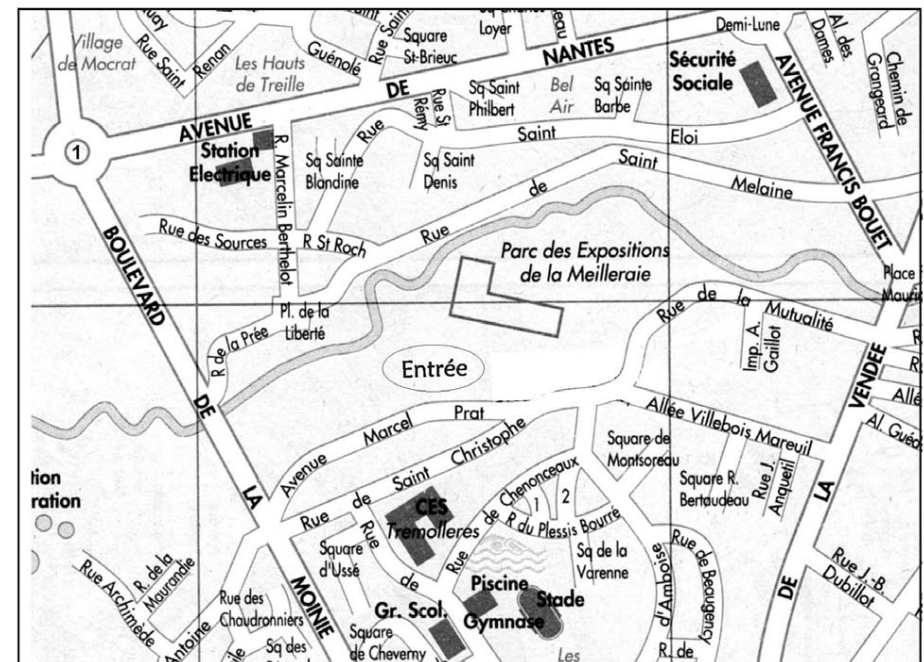 Quay
Rue Saint
Renan
Village
de Mocrat
Les Hauts
de Treille
Guénolé
Rue Saint
Square
St-Brieuc
Loyer
Demi-Lune
Al. des
Dames
Chemin de
Grangeard
AVENUE DE NANTES
Sécurité
Sociale
AVENUE FRANCIS BOUET
Sq Saint
Philbert
Bel
Air
Sq Sainte
Barbe
Rue St
Rémy
Rue Saint Eloi
1
Station
Electrique
R. Marcelin Berthelot
Sq Sainte
Blandine
Sq Saint
Denis
Rue de Saint Melaine
Rue des Sources
R St Roch
BOULEVARD DE LA MOINIE
Parc des Expositions
de la Meilleraie
Place
Pl. de la
Liberté
R de la Prée
Rue de la Mutualité
Imp. A.
Gaillot
Entrée
Avenue Marcel Prat
Rue de Saint Christophe
Allée Villebois Mareuil
VENDEE
LA
DE
Allé
Al. Gué
Square de
Montsoreau
Square R.
Bertaudeau
Rue J.
Anquetil
tion
ration
CES
Tremolleres
Rue de Chenonceaux
1
2
R du Plessis Bourré
Square
d'Ussé
Rue de
Sq de la
Varenne
d'Amboise
Rue de Beaugency
Rue J.-B.
Dubillot
R. de la
Maurandie
Rue Archimède
Antoine
Rue des
Chaudronniers
Sq des
Gr. Scol.
Square
de Cheverny
Piscine
Gymnase
Stade
Les
R. de